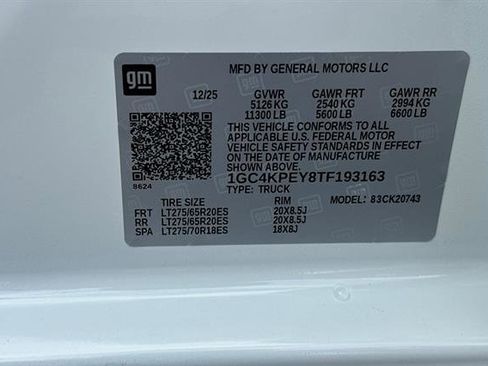 gm
MFD BY GENERAL MOTORS LLC
12/25 GVWR GAWR FRT GAWR RR
5126 KG 2540 KG 2994 KG
11300 LB 5600 LB 6600 LB
THIS VEHICLE CONFORMS TO ALL
APPLICABLE U.S. FEDERAL MOTOR
VEHICLE SAFETY STANDARDS IN EFFECT
ON THE DATE OF MANUFACTURE SHOWN
ABOVE.
1GC4KPEY8TF193163
8624
TYPE: TRUCK
TIRE SIZE RIM MODEL: 83CK20743
FRT LT275/65R20ES 20X8.5J
RR LT275/65R20ES 20X8.5J
SPA LT275/70R18ES 18X8J